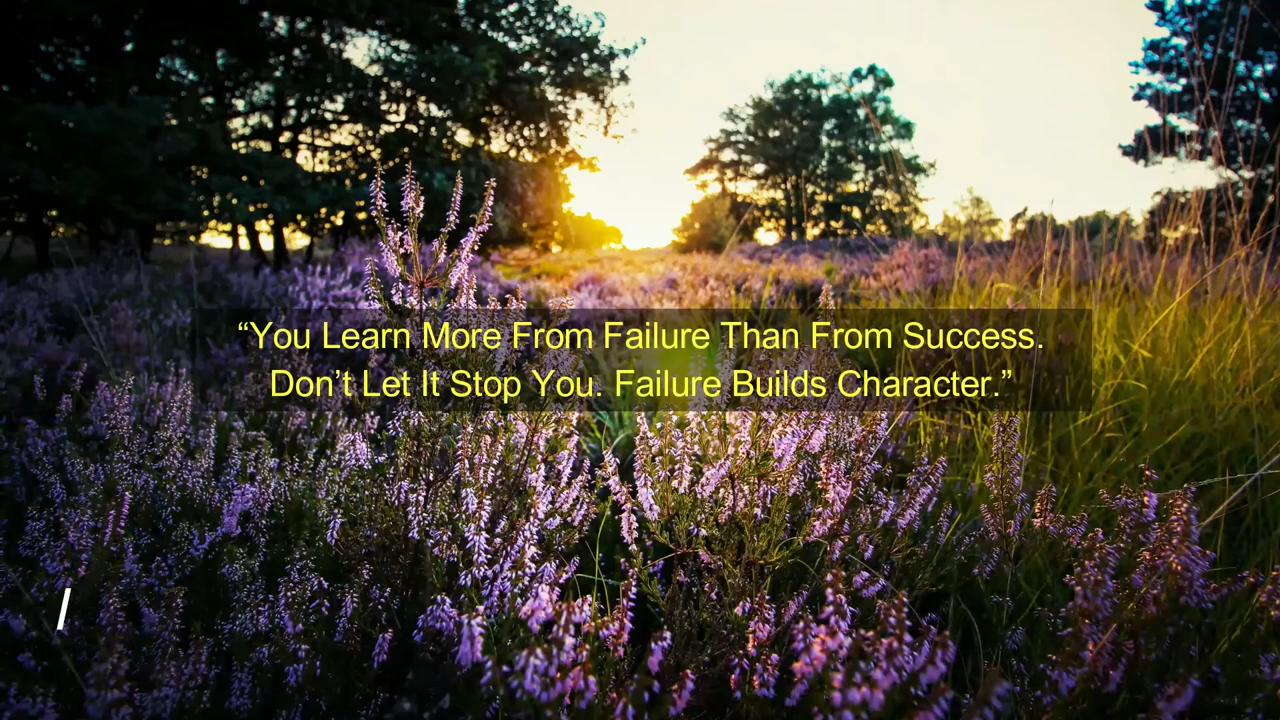 “You Learn More From Failure Than From Success.
Don’t Let It Stop You. Failure Builds Character.”